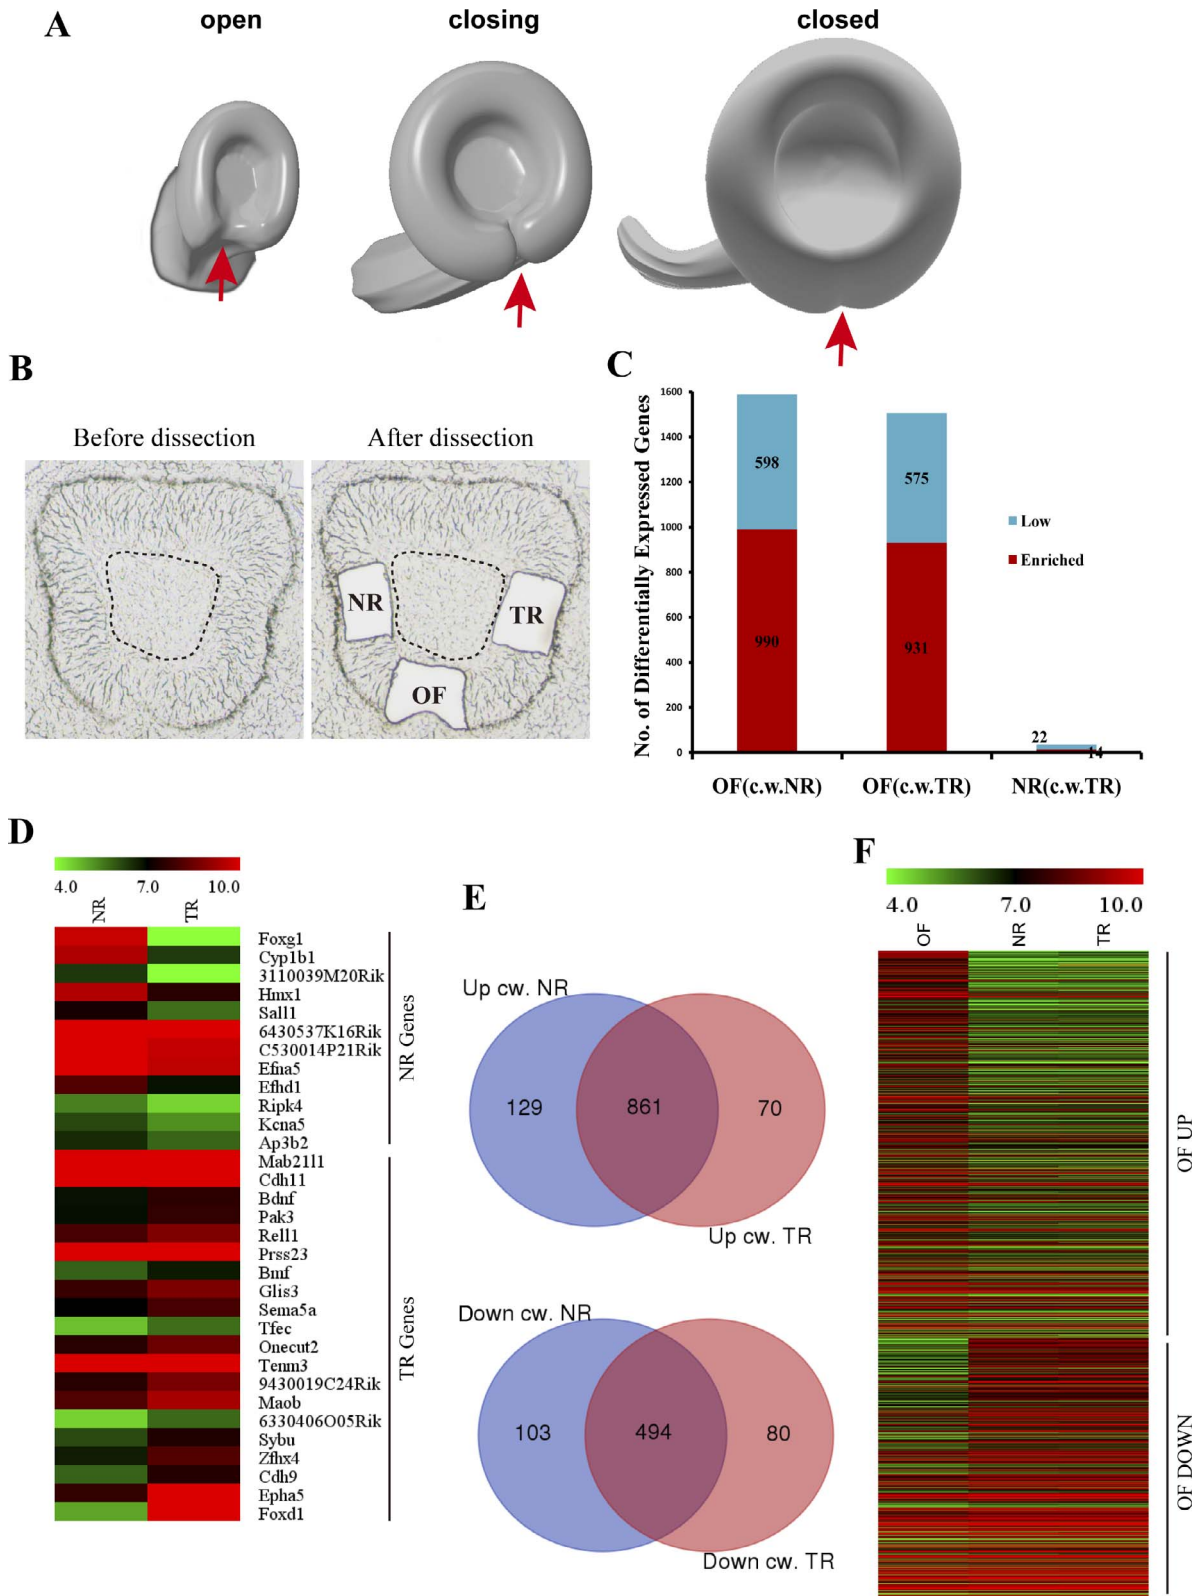 A
open
closing
closed
B
Before dissection
After dissection
NR
TR
OF
C
No. of Differentially Expressed Genes
1600
1400
1200
1000
800
600
400
200
0
598
990
575
931
22
14
Low
Enriched
OF(c.w.NR)
OF(c.w.TR)
NR(c.w.TR)
D
4.0 7.0 10.0
NR TR
Foxg1
Cyp1b1
3110039M20Rik
Hmx1
Sall1
6430537K16Rik
C530014P21Rik
Efna5
Efhd1
Ripk4
Kcna5
Ap3b2
Mab21l1
Cdh11
Bdnf
Pak3
Rell1
Prss23
Bmf
Glis3
Sema5a
Tfec
Onecut2
Tenm3
9430019C24Rik
Maob
6330406O05Rik
Sybu
Zfhx4
Cdh9
Epha5
Foxd1
NR Genes
TR Genes
E
Up cw. NR
129 861 70
Up cw. TR
Down cw. NR
103 494 80
Down cw. TR
F
4.0 7.0 10.0
OF NR TR
OF UP
OF DOWN